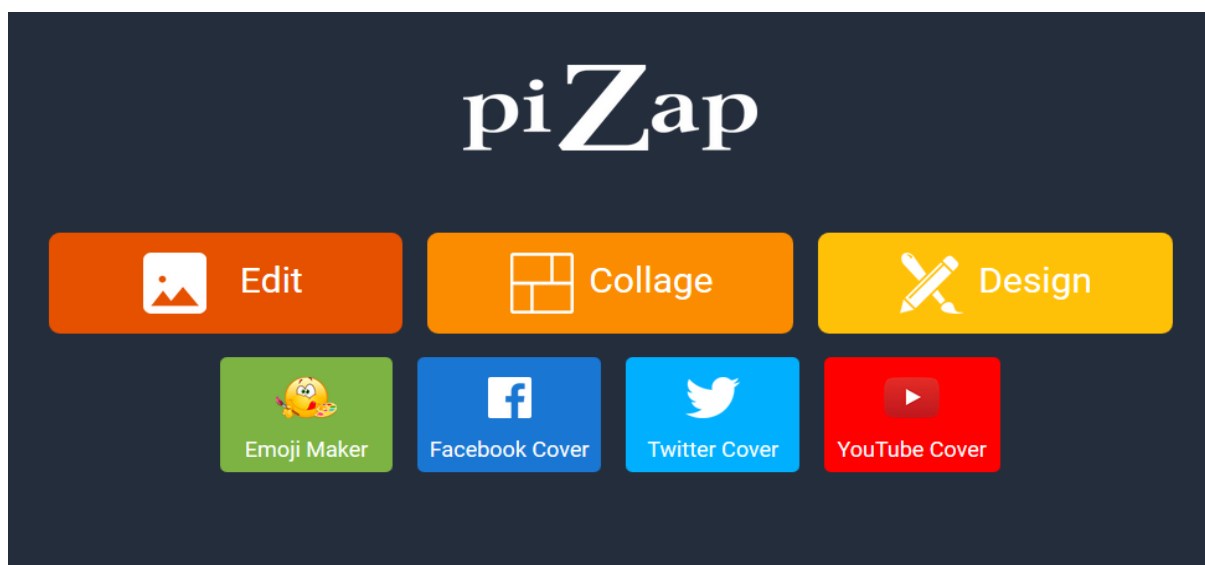 piZap
Edit
Collage
Design
Emoji Maker
Facebook Cover
Twitter Cover
YouTube Cover